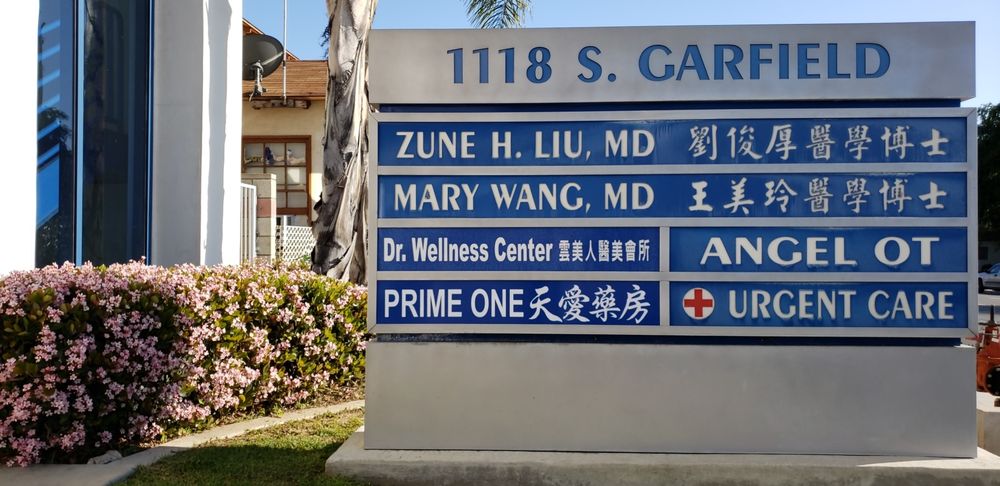 1118 S. GARFIELD
ZUNE H. LIU, MD 劉俊厚醫學博士
MARY WANG, MD 王美玲醫學博士
Dr. Wellness Center 雲美人醫美會所
ANGEL OT
PRIME ONE 天愛藥房
URGENT CARE